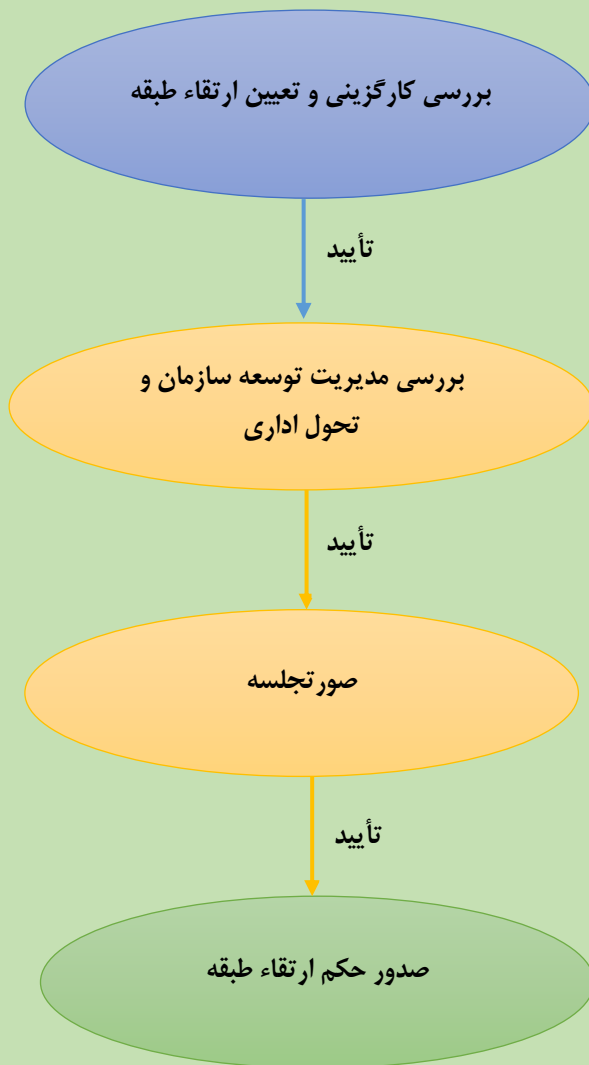 بررسی کارگزینی و تعیین ارتقاء طبقه
تأیید
بررسی مدیریت توسعه سازمان و
تحول اداری
تأیید
صورتجلسه
تأیید
صدور حکم ارتقاء طبقه